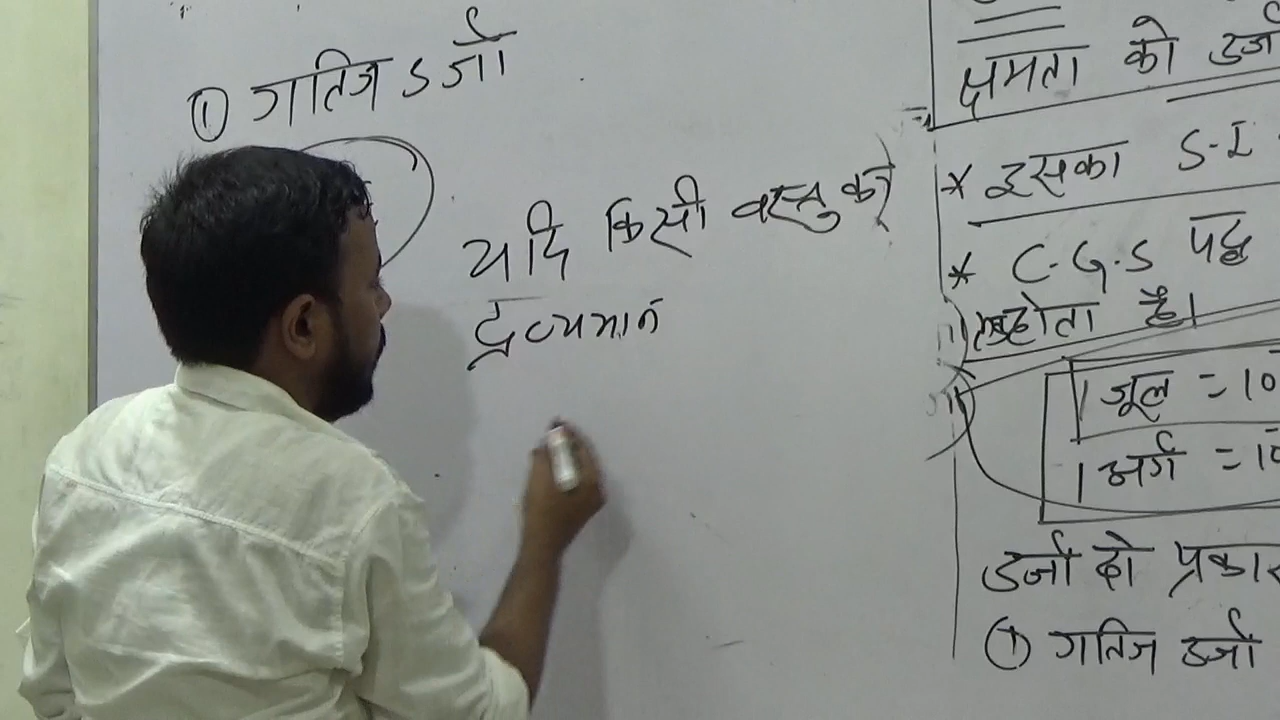 ① गतिज ऊर्जा
यदि किसी वस्तु का
द्रव्यमान
क्षमता को ऊर्जा
* इसका S.I
* C.G.S पद्ध
होता है।
1 जूल = 10
1 अर्ग = 10
ऊर्जा दो प्रकार
① गतिज ऊर्जा